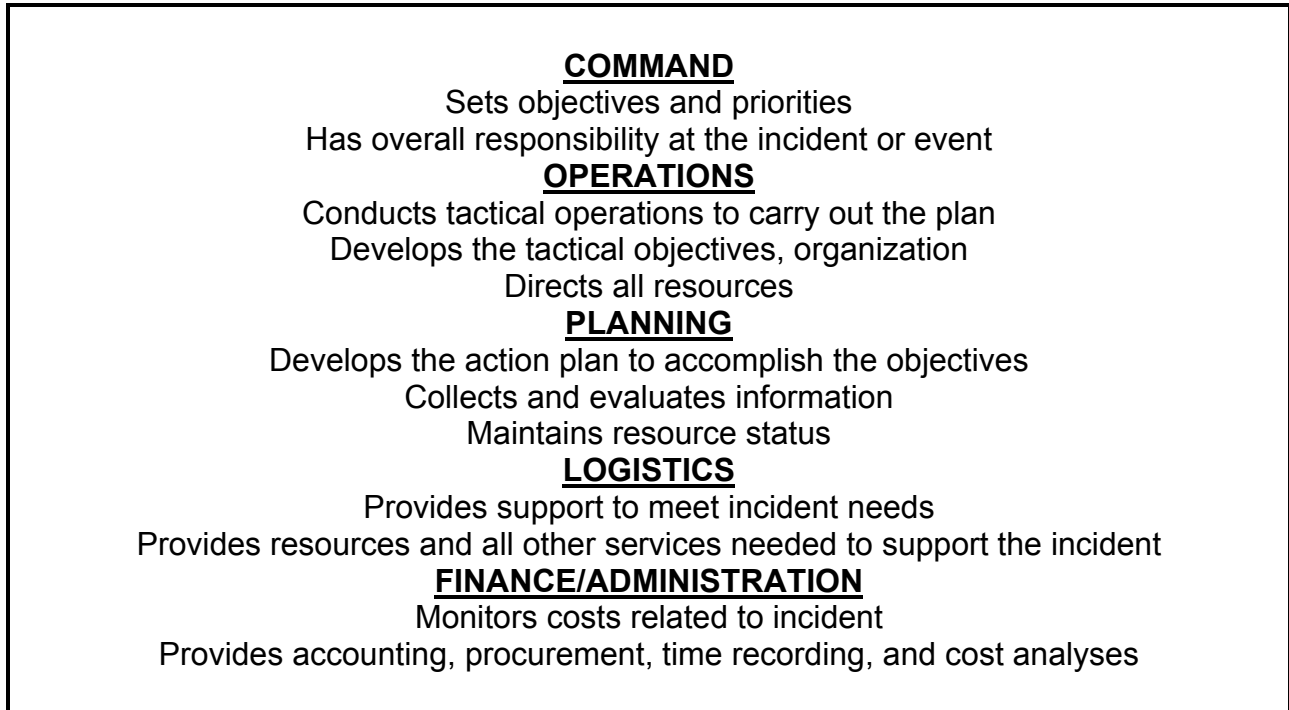 COMMAND
Sets objectives and priorities
Has overall responsibility at the incident or event
OPERATIONS
Conducts tactical operations to carry out the plan
Develops the tactical objectives, organization
Directs all resources
PLANNING
Develops the action plan to accomplish the objectives
Collects and evaluates information
Maintains resource status
LOGISTICS
Provides support to meet incident needs
Provides resources and all other services needed to support the incident
FINANCE/ADMINISTRATION
Monitors costs related to incident
Provides accounting, procurement, time recording, and cost analyses